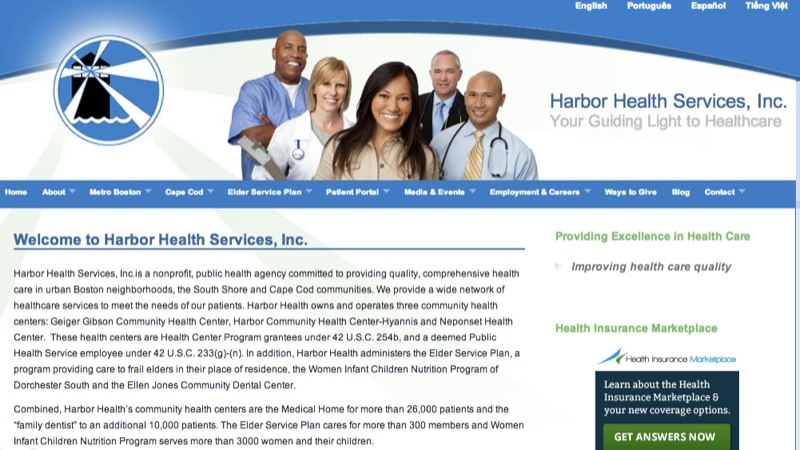 English Português Español Tiếng Việt
Harbor Health Services, Inc.
Your Guiding Light to Healthcare
Home About Metro Boston Cape Cod Elder Service Plan Patient Portal Media & Events Employment & Careers Ways to Give Blog Contact
Welcome to Harbor Health Services, Inc.
Harbor Health Services, Inc.is a nonprofit, public health agency committed to providing quality, comprehensive health
care in urban Boston neighborhoods, the South Shore and Cape Cod communities. We provide a wide network of
healthcare services to meet the needs of our patients. Harbor Health owns and operates three community health
centers: Geiger Gibson Community Health Center, Harbor Community Health Center-Hyannis and Neponset Health
Center. These health centers are Health Center Program grantees under 42 U.S.C. 254b, and a deemed Public
Health Service employee under 42 U.S.C. 233(g)-(n). In addition, Harbor Health administers the Elder Service Plan, a
program providing care to frail elders in their place of residence, the Women Infant Children Nutrition Program of
Dorchester South and the Ellen Jones Community Dental Center.
Combined, Harbor Health's community health centers are the Medical Home for more than 26,000 patients and the
"family dentist" to an additional 10,000 patients. The Elder Service Plan cares for more than 300 members and Women
Infant Children Nutrition Program serves more than 3000 women and their children.
Providing Excellence in Health Care
Improving health care quality
Health Insurance Marketplace
Health Insurance Marketplace
Learn about the Health
Insurance Marketplace &
your new coverage options.
GET ANSWERS NOW